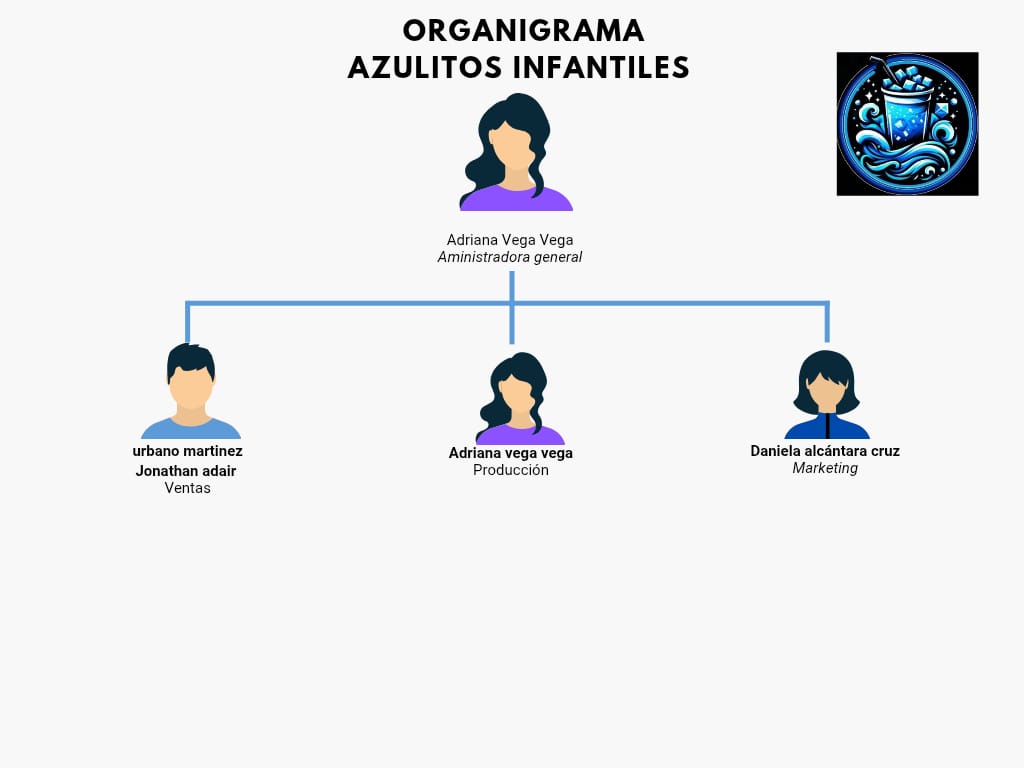 ORGANIGRAMA
AZULITOS INFANTILES
Adriana Vega Vega
Aministradora general
urbano martinez
Jonathan adair
Ventas
Adriana vega vega
Producción
Daniela alcántara cruz
Marketing